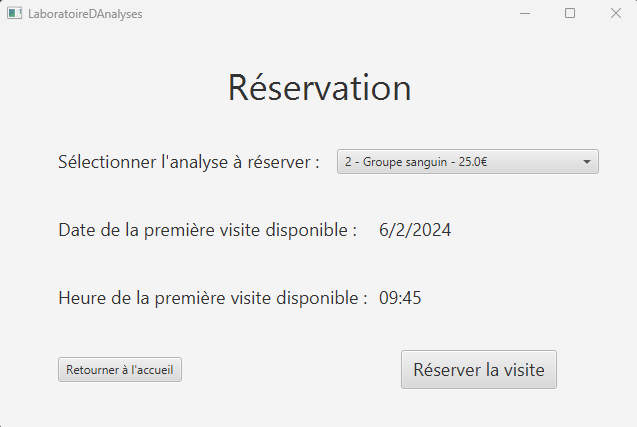 LaboratoireDAnalyses
Réservation
Sélectionner l'analyse à réserver : 2 - Groupe sanguin - 25.0€
Date de la première visite disponible : 6/2/2024
Heure de la première visite disponible : 09:45
Retourner à l'accueil Réserver la visite